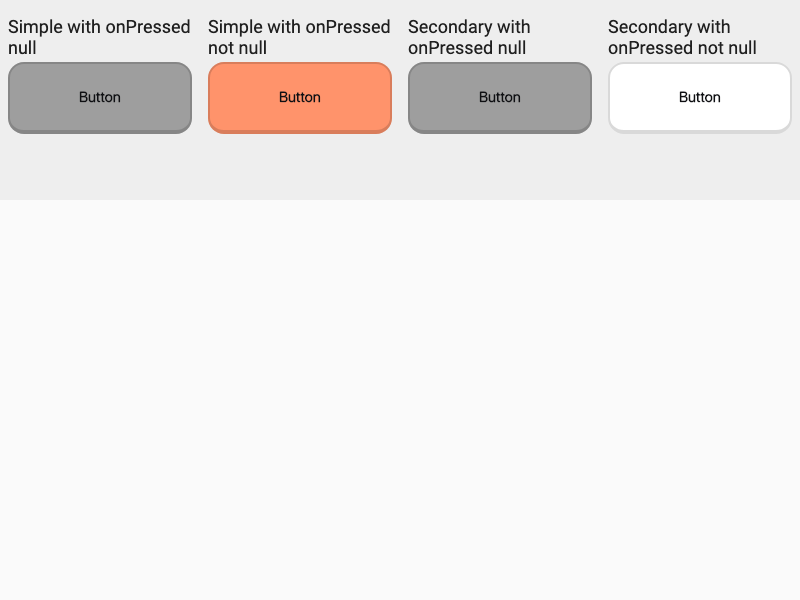 Simple with onPressed
null
Simple with onPressed
not null
Secondary with
onPressed null
Secondary with
onPressed not null
Button
Button
Button
Button